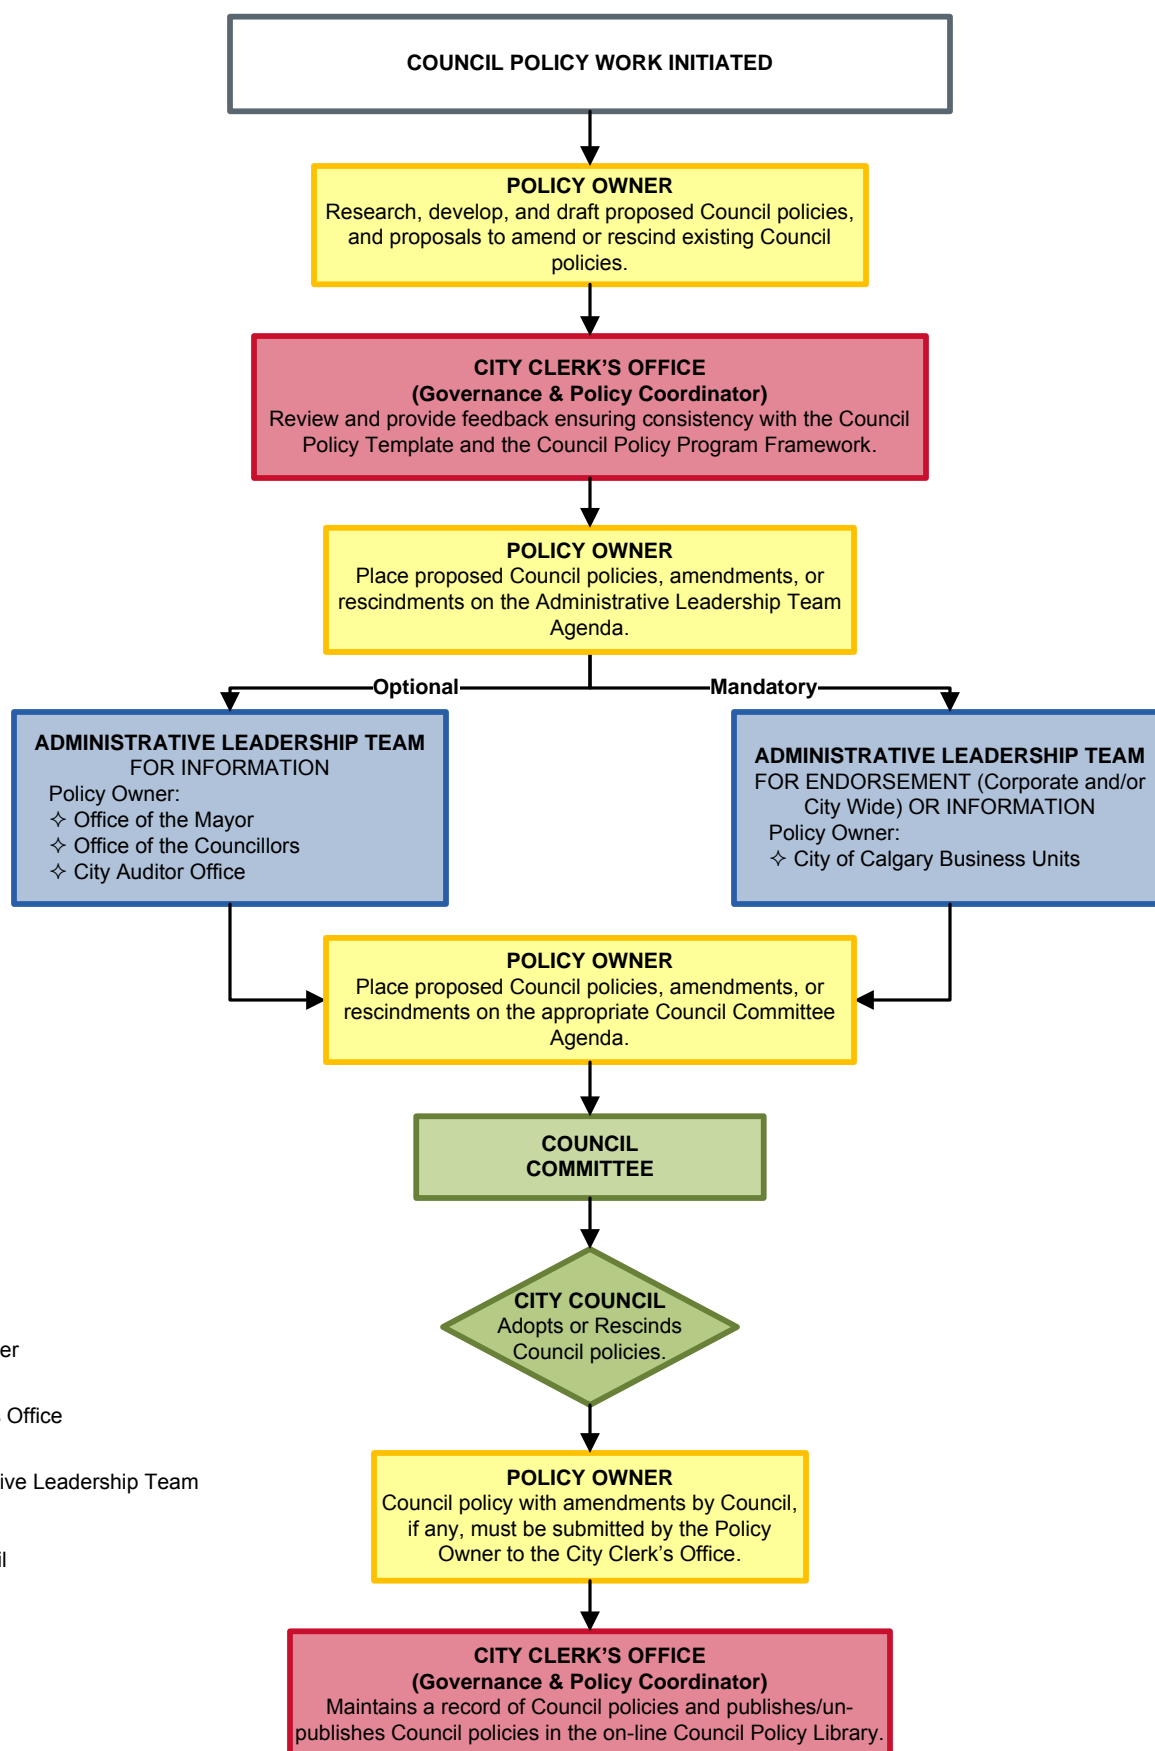 COUNCIL POLICY WORK INITIATED
POLICY OWNER
Research, develop, and draft proposed Council policies,
and proposals to amend or rescind existing Council
policies.
CITY CLERK'S OFFICE
(Governance & Policy Coordinator)
Review and provide feedback ensuring consistency with the Council
Policy Template and the Council Policy Program Framework.
POLICY OWNER
Place proposed Council policies, amendments, or
rescindments on the Administrative Leadership Team
Agenda.
Optional
Mandatory
ADMINISTRATIVE LEADERSHIP TEAM
FOR INFORMATION
Policy Owner:
✧ Office of the Mayor
✧ Office of the Councillors
✧ City Auditor Office
ADMINISTRATIVE LEADERSHIP TEAM
FOR ENDORSEMENT (Corporate and/or
City Wide) OR INFORMATION
Policy Owner:
✧ City of Calgary Business Units
POLICY OWNER
Place proposed Council policies, amendments, or
rescindments on the appropriate Council Committee
Agenda.
COUNCIL
COMMITTEE
CITY COUNCIL
Adopts or Rescinds
Council policies.
er
Office
ive Leadership Team
il
POLICY OWNER
Council policy with amendments by Council,
if any, must be submitted by the Policy
Owner to the City Clerk's Office.
CITY CLERK'S OFFICE
(Governance & Policy Coordinator)
Maintains a record of Council policies and publishes/un-
publishes Council policies in the on-line Council Policy Library.